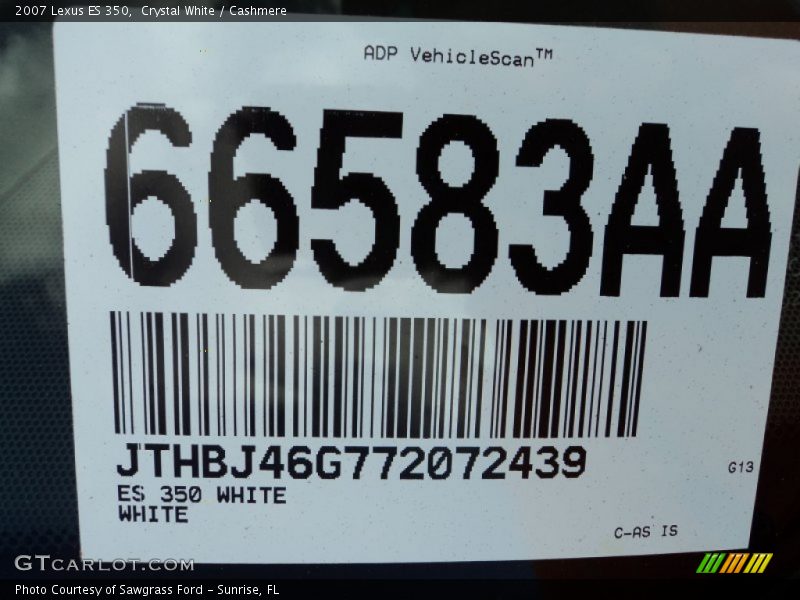 2007 Lexus ES 350,  Crystal White / Cashmere
ADP VehicleScan™
66583AA
JTHBJ46G772072439
G13
ES 350 WHITE
WHITE
C-AS IS
GTCARLOT.COM
Photo Courtesy of Sawgrass Ford - Sunrise, FL